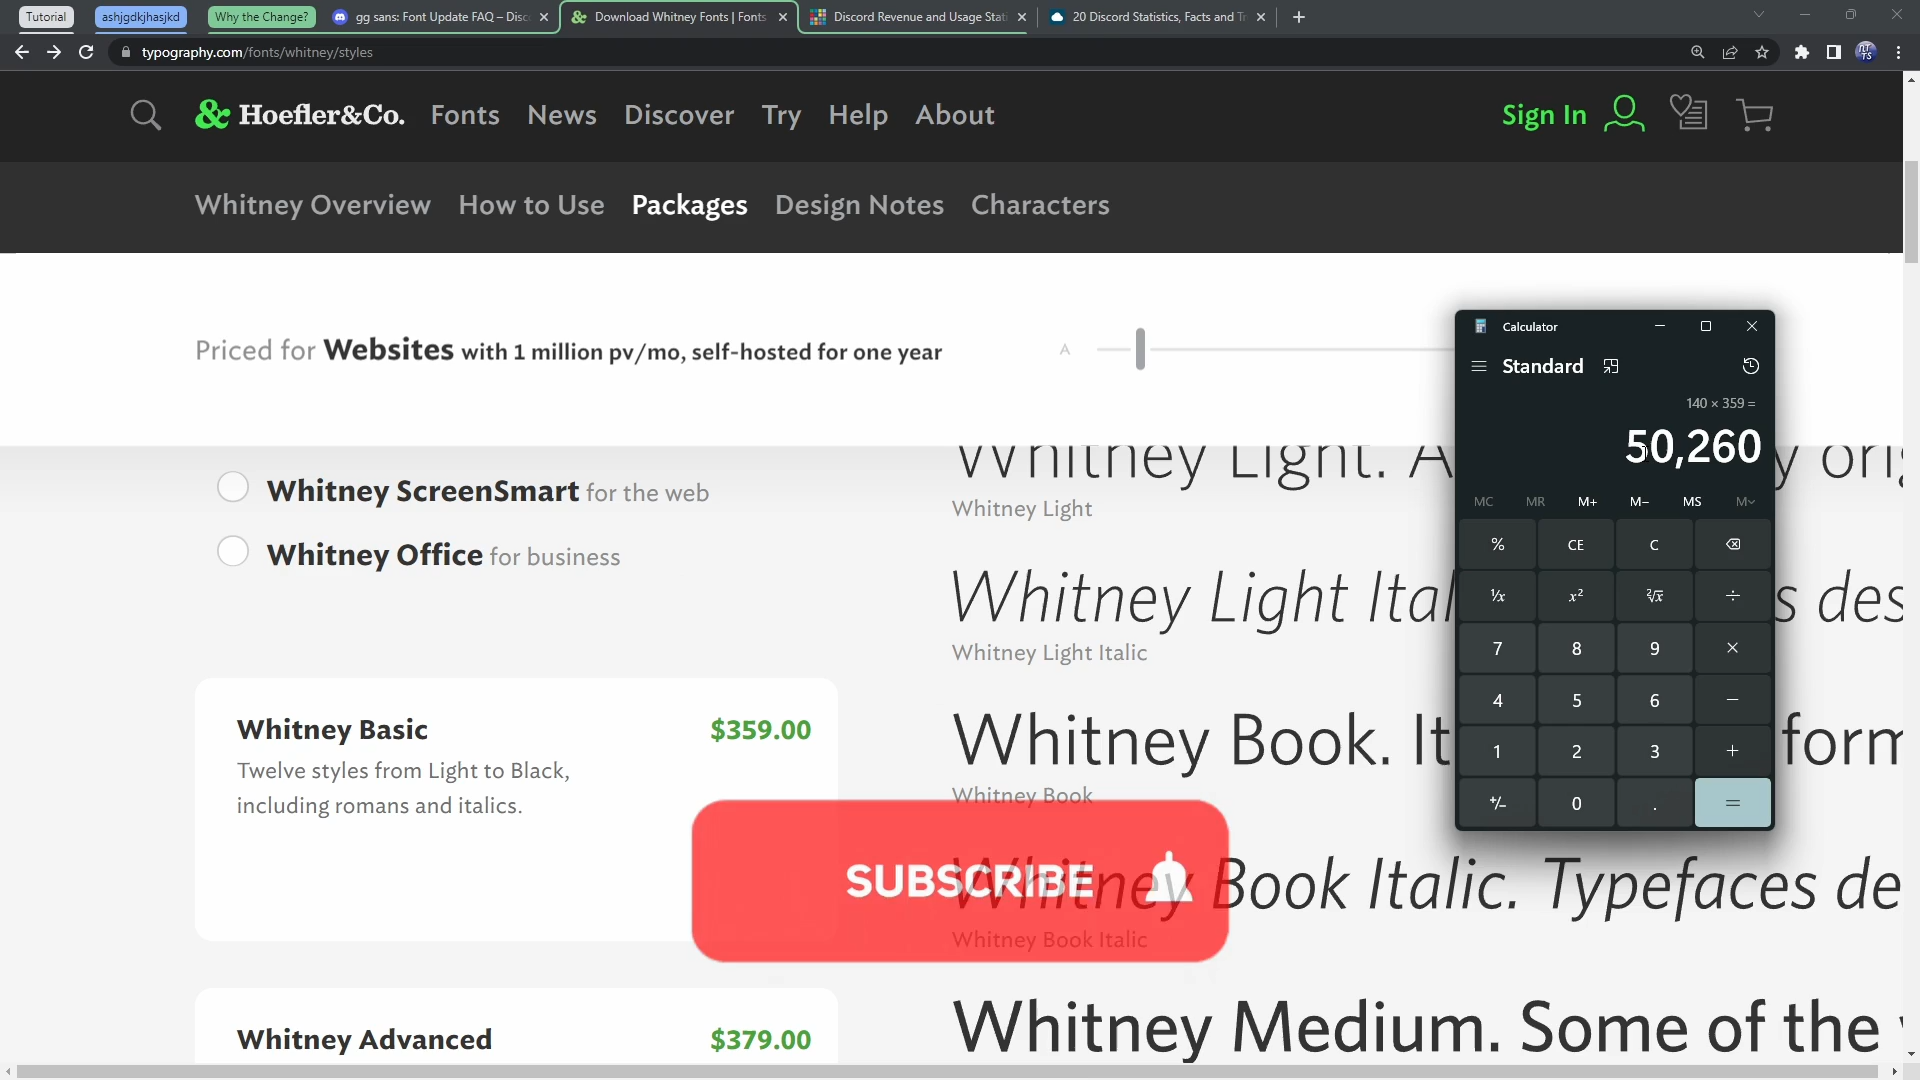 Tutorial
ashjgdkjhasjkd
Why the Change?
gg sans: Font Update FAQ – Disc
Download Whitney Fonts | Fonts
Discord Revenue and Usage Stati
20 Discord Statistics, Facts and Tr
typography.com/fonts/whitney/styles
& Hoefler&Co.
Fonts
News
Discover
Try
Help
About
Sign In
Whitney Overview
How to Use
Packages
Design Notes
Characters
Priced for Websites with 1 million pv/mo, self-hosted for one year
A
Whitney ScreenSmart for the web
Whitney Office for business
Whitney Basic
$359.00
Twelve styles from Light to Black,
including romans and italics.
Whitney Advanced
$379.00
Whitney Light. A
y orig
Whitney Light
Whitney Light Ital
s des
Whitney Light Italic
Whitney Book. It
form
Whitney Book
Whitney Book Italic. Typefaces de
Whitney Book Italic
Whitney Medium. Some of the
SUBSCRIBE
Calculator
Standard
140 × 359 =
50,260
MC MR M+ M− MS M˅
% CE C
⅟x x² ²√x ÷
7 8 9 ×
4 5 6 −
1 2 3 +
+/− 0 . =